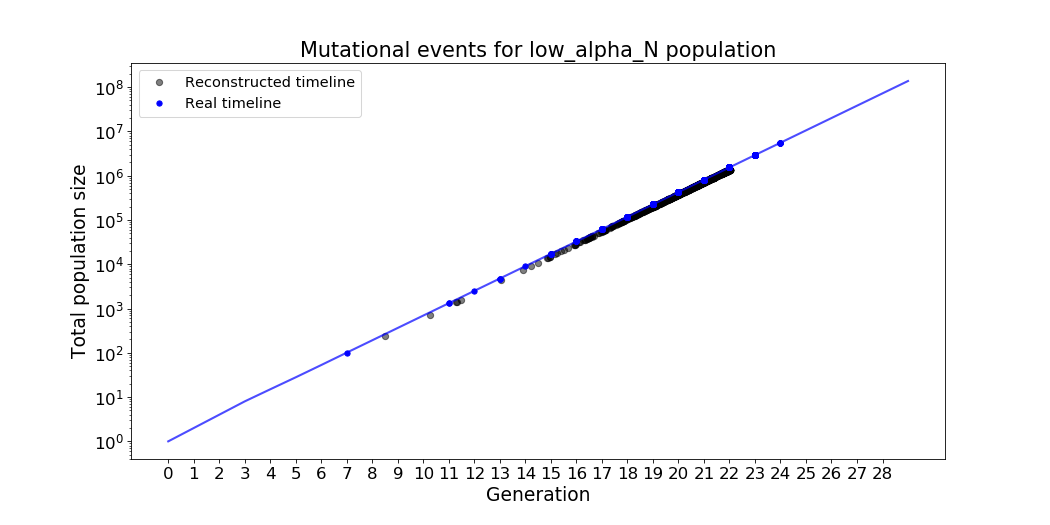 Mutational events for low_alpha_N population
Reconstructed timeline
Real timeline
Total population size
10^8
10^7
10^6
10^5
10^4
10^3
10^2
10^1
10^0
0 1 2 3 4 5 6 7 8 9 10 11 12 13 14 15 16 17 18 19 20 21 22 23 24 25 26 27 28
Generation